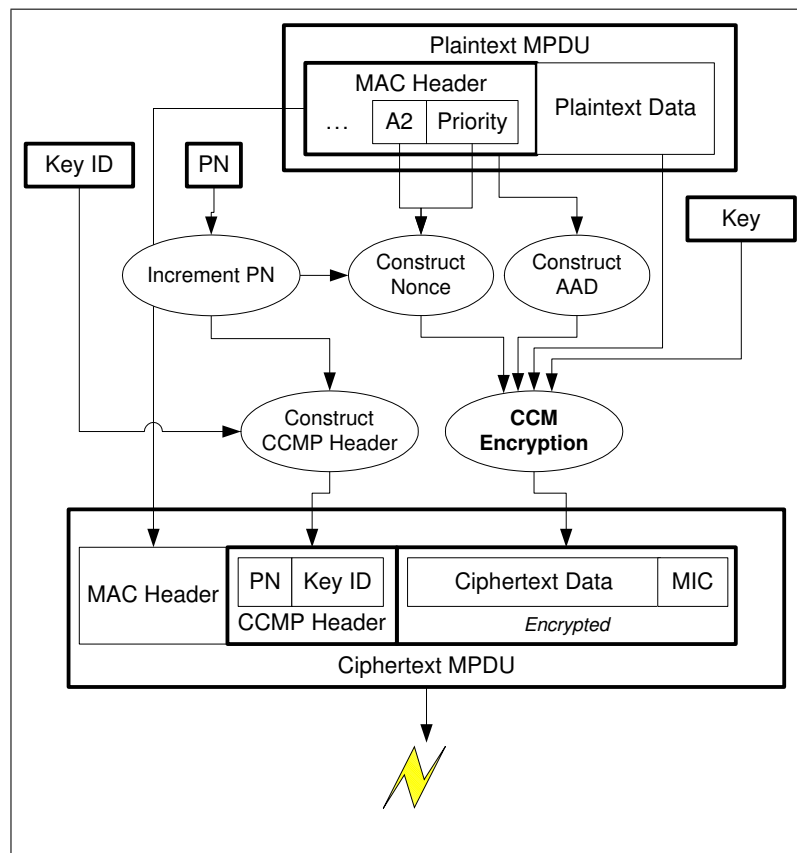 Plaintext MPDU
MAC Header
… A2 Priority
Plaintext Data
Key ID
PN
Key
Increment PN
Construct
Nonce
Construct
AAD
Construct
CCMP Header
CCM
Encryption
MAC Header
PN Key ID
CCMP Header
Ciphertext Data MIC
Encrypted
Ciphertext MPDU